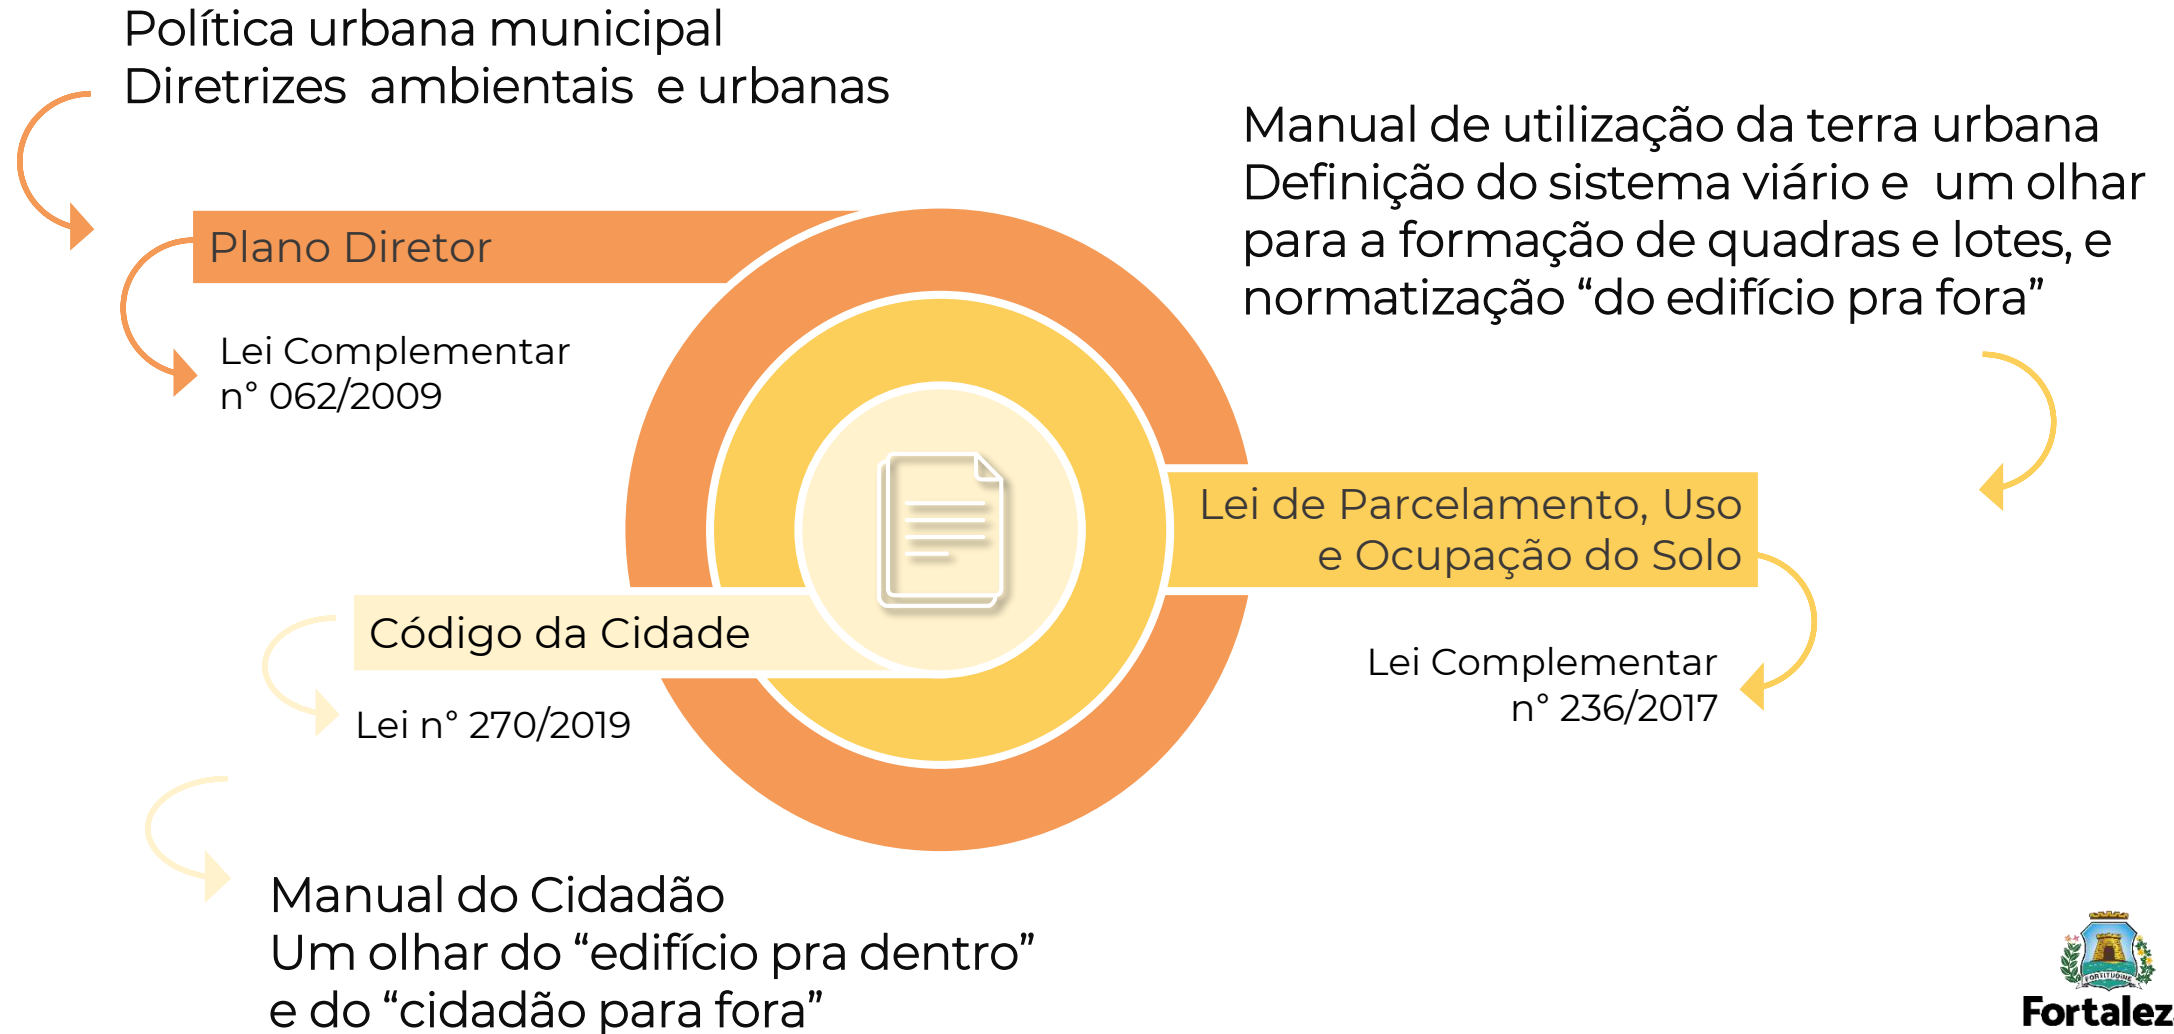 Política urbana municipal
Diretrizes ambientais e urbanas
Plano Diretor
Lei Complementar
n° 062/2009
Manual de utilização da terra urbana
Definição do sistema viário e um olhar
para a formação de quadras e lotes, e
normatização “do edifício pra fora”
Lei de Parcelamento, Uso
e Ocupação do Solo
Lei Complementar
n° 236/2017
Código da Cidade
Lei n° 270/2019
Manual do Cidadão
Um olhar do “edifício pra dentro”
e do “cidadão para fora”
FORTITUDINE
Fortalez